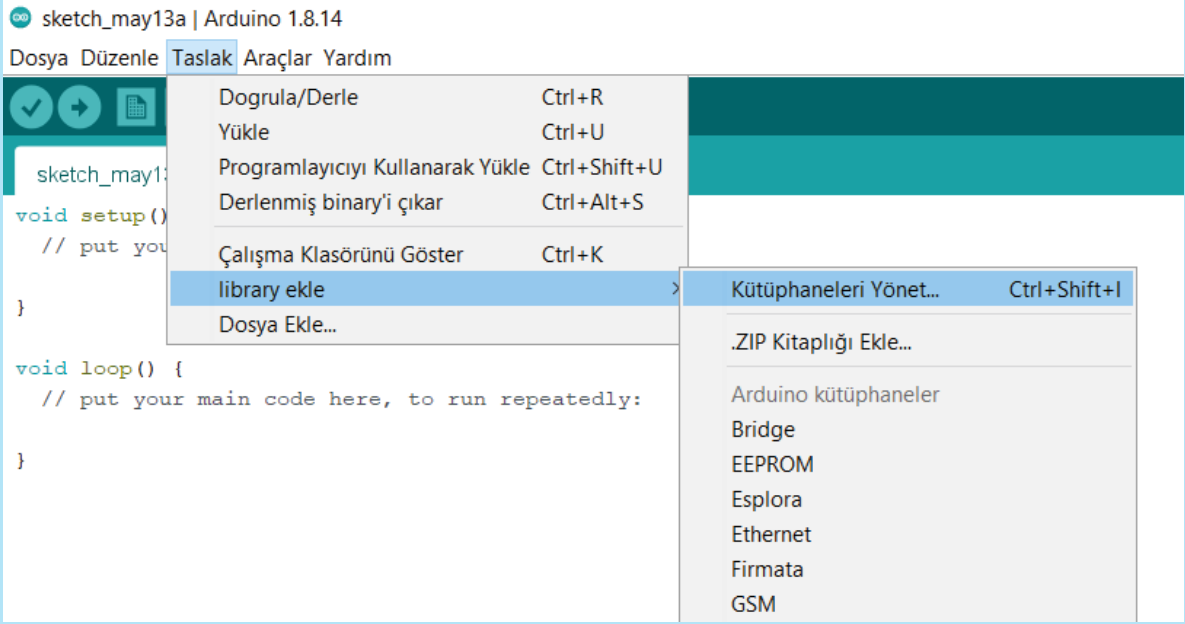 sketch_may13a | Arduino 1.8.14
Dosya Düzenle Taslak Araçlar Yardım
Dogrula/Derle Ctrl+R
Yükle Ctrl+U
Programlayıcıyı Kullanarak Yükle Ctrl+Shift+U
Derlenmiş binary'i çıkar Ctrl+Alt+S
Çalışma Klasörünü Göster Ctrl+K
library ekle
Dosya Ekle...
Kütüphaneleri Yönet... Ctrl+Shift+I
.ZIP Kitaplığı Ekle...
Arduino kütüphaneler
Bridge
EEPROM
Esplora
Ethernet
Firmata
GSM
sketch_may1
void setup()
// put you
}
void loop() {
// put your main code here, to run repeatedly:
}